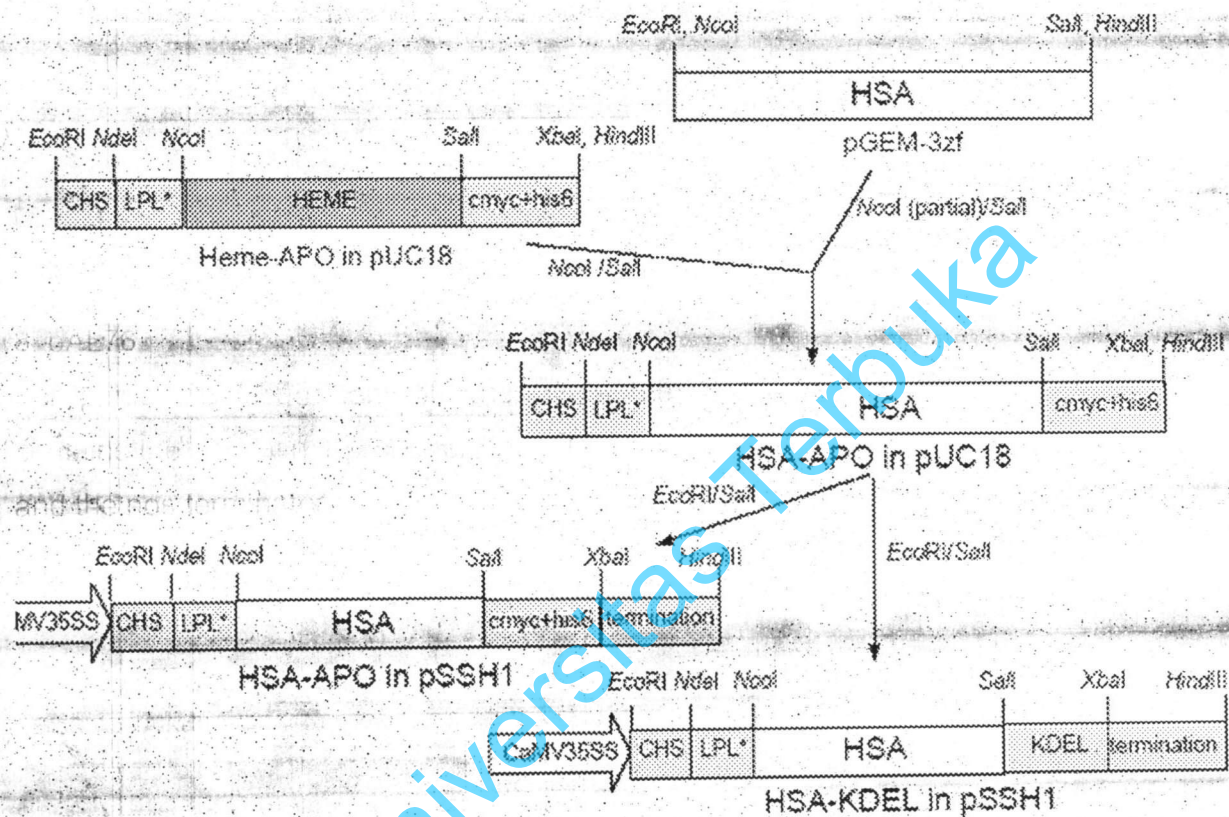 EcoRI, NcoI
SalI, HindIII
HSA
pGEM-3zf
EcoRI NdeI NcoI
SalI
XbaI, HindIII
CHS
LPL*
HEME
cmyc+his6
Heme-APO in pUC18
NcoI (partial)/SalI
NcoI /SalI
EcoRI NdeI NcoI
SalI
XbaI, HindIII
CHS
LPL*
HSA
cmyc+his6
HSA-APO in pUC18
EcoRI/SalI
EcoRI/SalI
EcoRI NdeI NcoI
SalI
XbaI
HindIII
MV35SS
CHS
LPL*
HSA
cmyc+his6
termination
HSA-APO in pSSH1
EcoRI NdeI NcoI
SalI
XbaI
HindIII
CaMV35SS
CHS
LPL*
HSA
KDEL
termination
HSA-KDEL in pSSH1
niversitas Terbuka